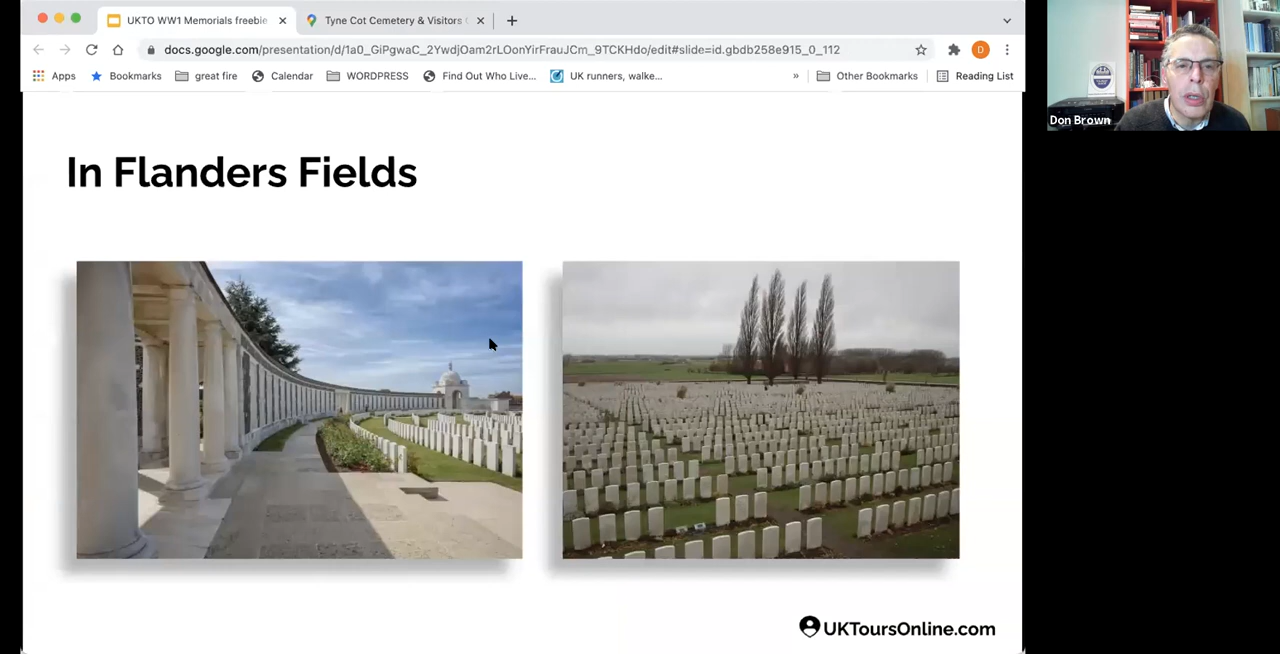 UKTO WW1 Memorials freebie
Tyne Cot Cemetery & Visitors
docs.google.com/presentation/d/1a0_GiPgwaC_2YwdjOam2rLOonYirFrauJCm_9TCKHdo/edit#slide=id.gbdb258e915_0_112
D
Apps Bookmarks great fire Calendar WORDPRESS Find Out Who Live... UK runners, walke... » Other Bookmarks Reading List
Don Brown
In Flanders Fields
UKToursOnline.com